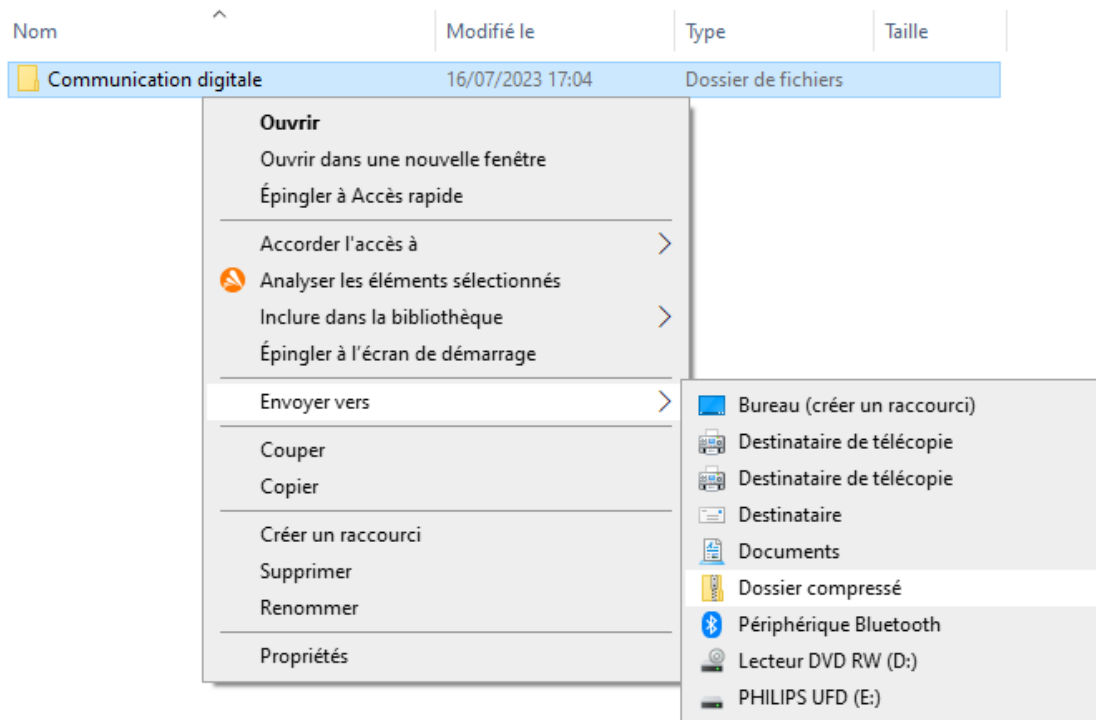 Nom Modifié le Type Taille
Communication digitale 16/07/2023 17:04 Dossier de fichiers
Ouvrir
Ouvrir dans une nouvelle fenêtre
Épingler à Accès rapide
Accorder l'accès à
Analyser les éléments sélectionnés
Inclure dans la bibliothèque
Épingler à l’écran de démarrage
Envoyer vers
Couper
Copier
Créer un raccourci
Supprimer
Renommer
Propriétés
Bureau (créer un raccourci)
Destinataire de télécopie
Destinataire de télécopie
Destinataire
Documents
Dossier compressé
Périphérique Bluetooth
Lecteur DVD RW (D:)
PHILIPS UFD (E:)